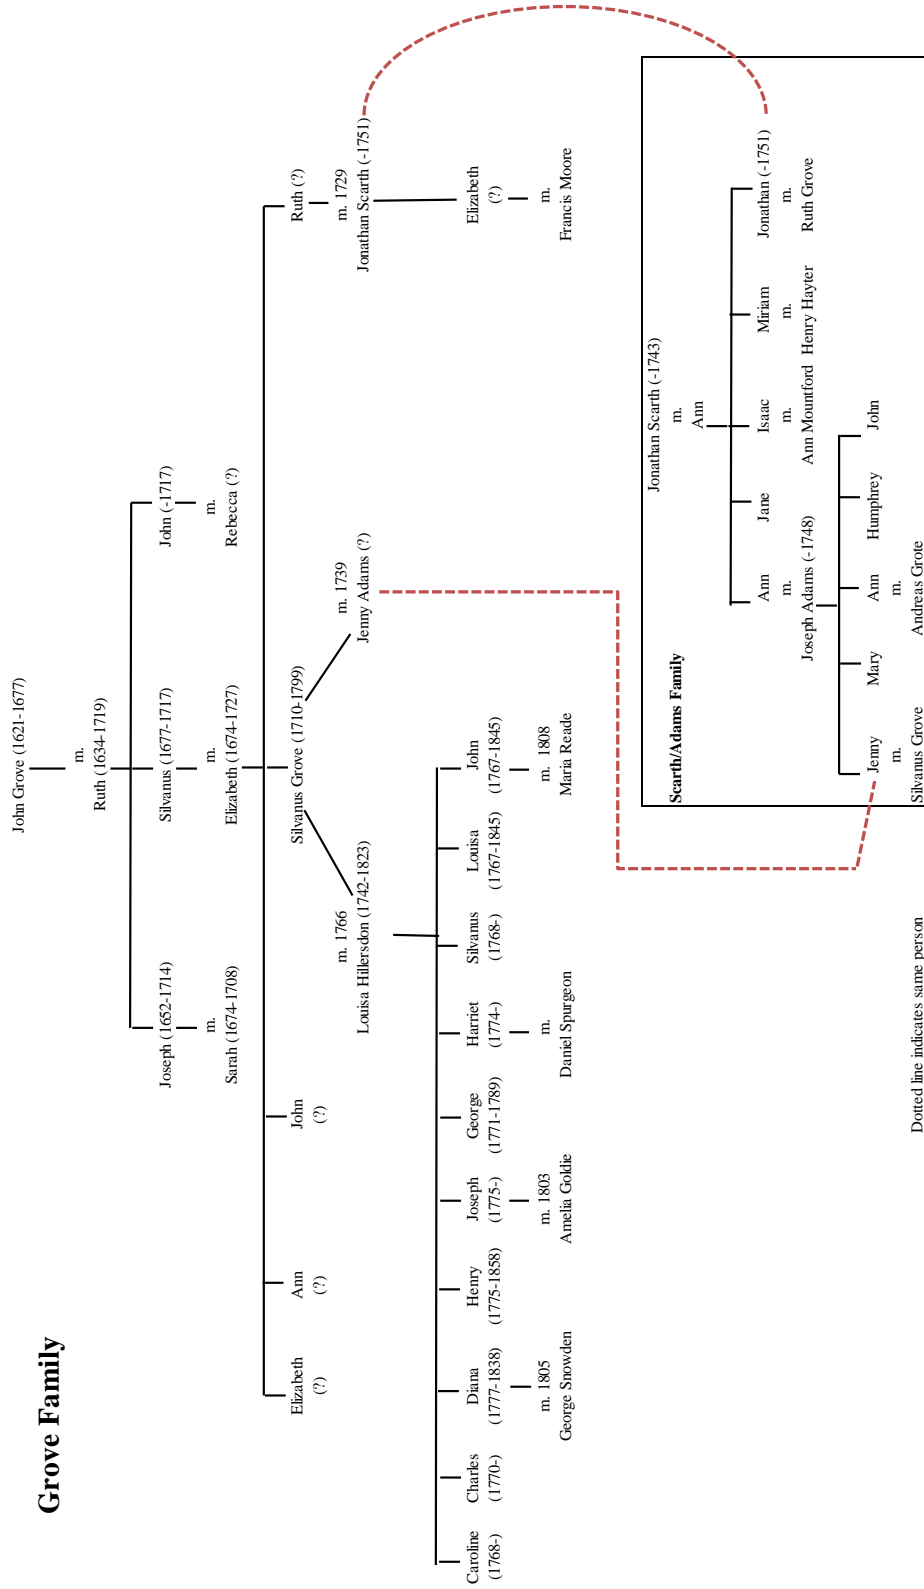 Grove Family
John Grove (1621-1677)
m.
Ruth (1634-1719)
Joseph (1652-1714)
m.
Sarah (1674-1708)
Silvanus (1677-1717)
m.
Elizabeth (1674-1727)
John (-1717)
m.
Rebecca (?)
Elizabeth
(?)
Ann
(?)
John
(?)
Silvanus Grove (1710-1799)
Ruth (?)
m. 1729
Jonathan Scarth (-1751)
m. 1766
Louisa Hillersdon (1742-1823)
m. 1739
Jenny Adams (?)
Elizabeth
(?)
m.
Francis Moore
Caroline
(1768-)
Charles
(1770-)
Diana
(1777-1838)
m. 1805
George Snowden
Henry
(1775-1858)
Joseph
(1775-)
m. 1803
Amelia Goldie
George
(1771-1789)
Harriet
(1774-)
m.
Daniel Spurgeon
Silvanus
(1768-)
Louisa
(1767-1845)
John
(1767-1845)
m. 1808
Maria Reade
Scarth/Adams Family
Jonathan Scarth (-1743)
m.
Ann
Ann
m.
Joseph Adams (-1748)
Jane
Isaac
m.
Ann Mountford
Miriam
m.
Henry Hayter
Jonathan (-1751)
m.
Ruth Grove
Jenny
m.
Silvanus Grove
Mary
Ann
m.
Andreas Grote
Humphrey
John
Dotted line indicates same person